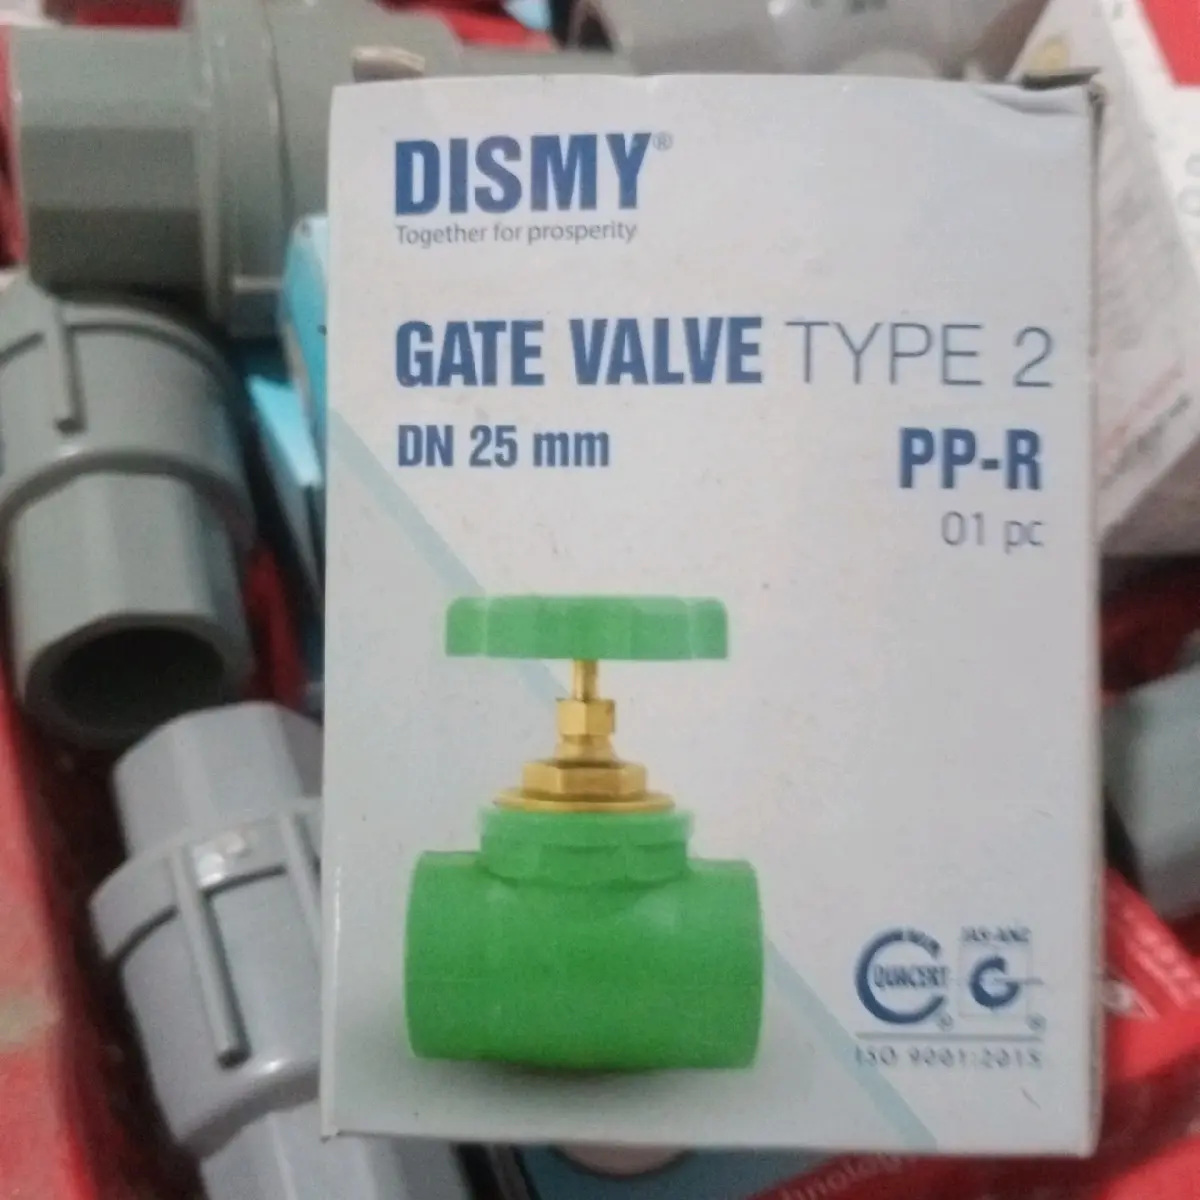 DISMY®
Together for prosperity
GATE VALVE TYPE 2
DN 25 mm
PP-R
01 pc
QUACERT
JAS-ANZ
ISO 9001:2015